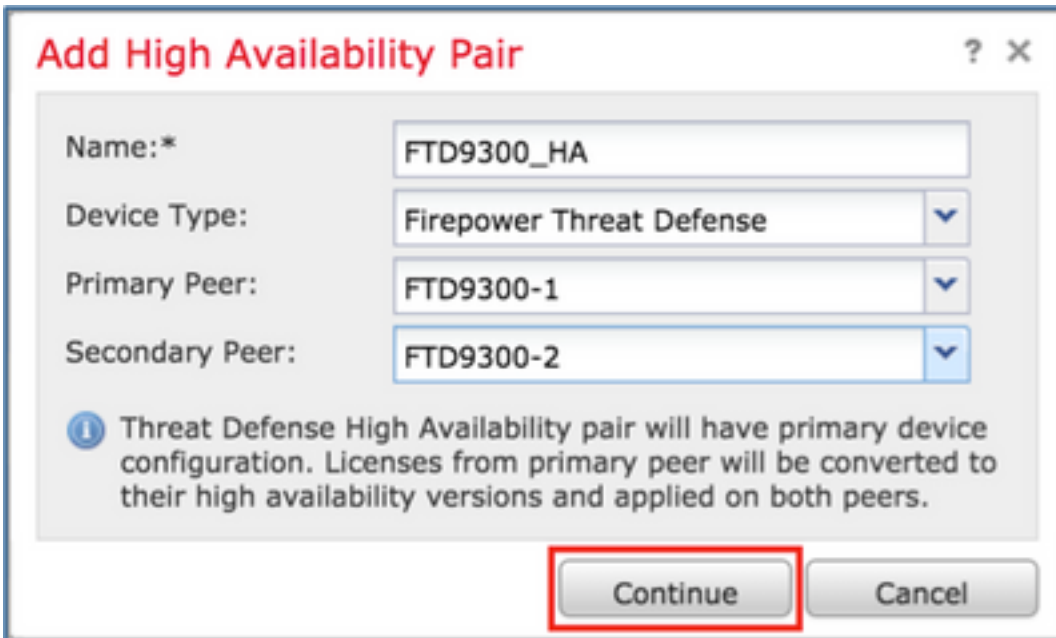 Add High Availability Pair ? ×
Name:* FTD9300_HA
Device Type: Firepower Threat Defense
Primary Peer: FTD9300-1
Secondary Peer: FTD9300-2
Threat Defense High Availability pair will have primary device
configuration. Licenses from primary peer will be converted to
their high availability versions and applied on both peers.
Continue Cancel